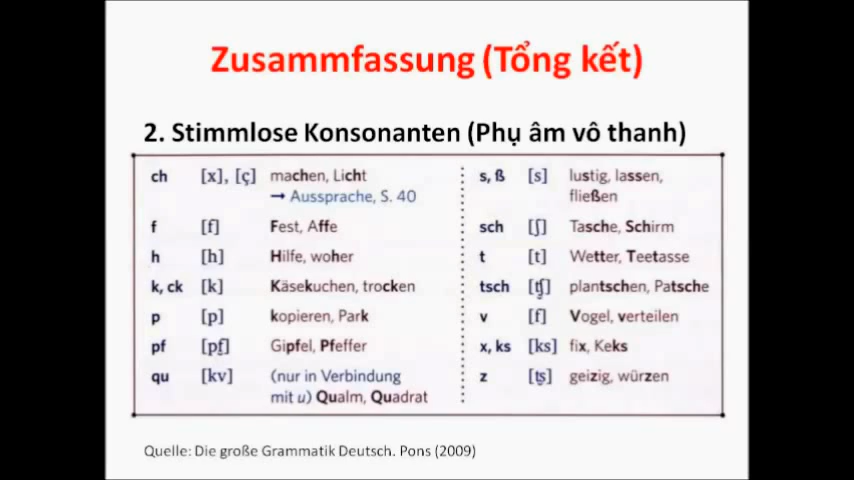 Zusammfassung (Tổng kết)
2. Stimmlose Konsonanten (Phụ âm vô thanh)
ch [x], [ç] machen, Licht
→ Aussprache, S. 40
f [f] Fest, Affe
h [h] Hilfe, woher
k, ck [k] Käsekuchen, trocken
p [p] kopieren, Park
pf [pf] Gipfel, Pfeffer
qu [kv] (nur in Verbindung
mit u) Qualm, Quadrat
s, ß [s] lustig, lassen,
fließen
sch [ʃ] Tasche, Schirm
t [t] Wetter, Teetasse
tsch [tʃ] plantschen, Patsche
v [f] Vogel, verteilen
x, ks [ks] fix, Keks
z [ts] geizig, würzen
Quelle: Die große Grammatik Deutsch. Pons (2009)